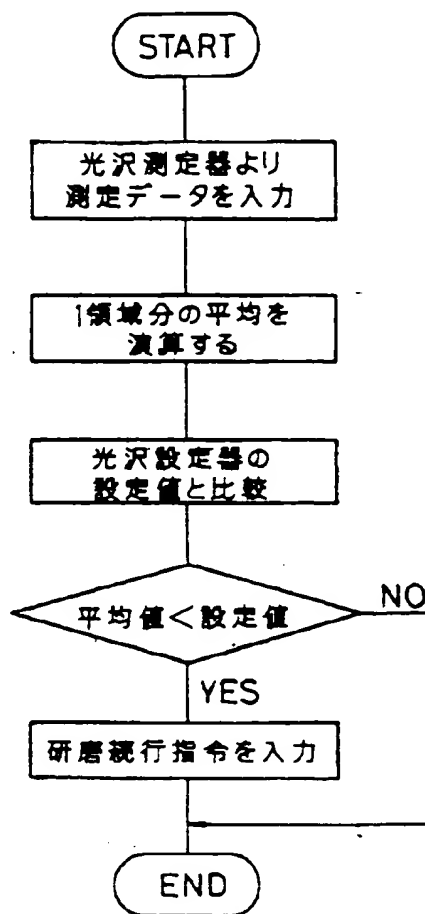 START
光沢測定器より
測定データを入力
1領域分の平均を
演算する
光沢設定器の
設定値と比較
平均値<設定値
NO
YES
研磨続行指令を入力
END